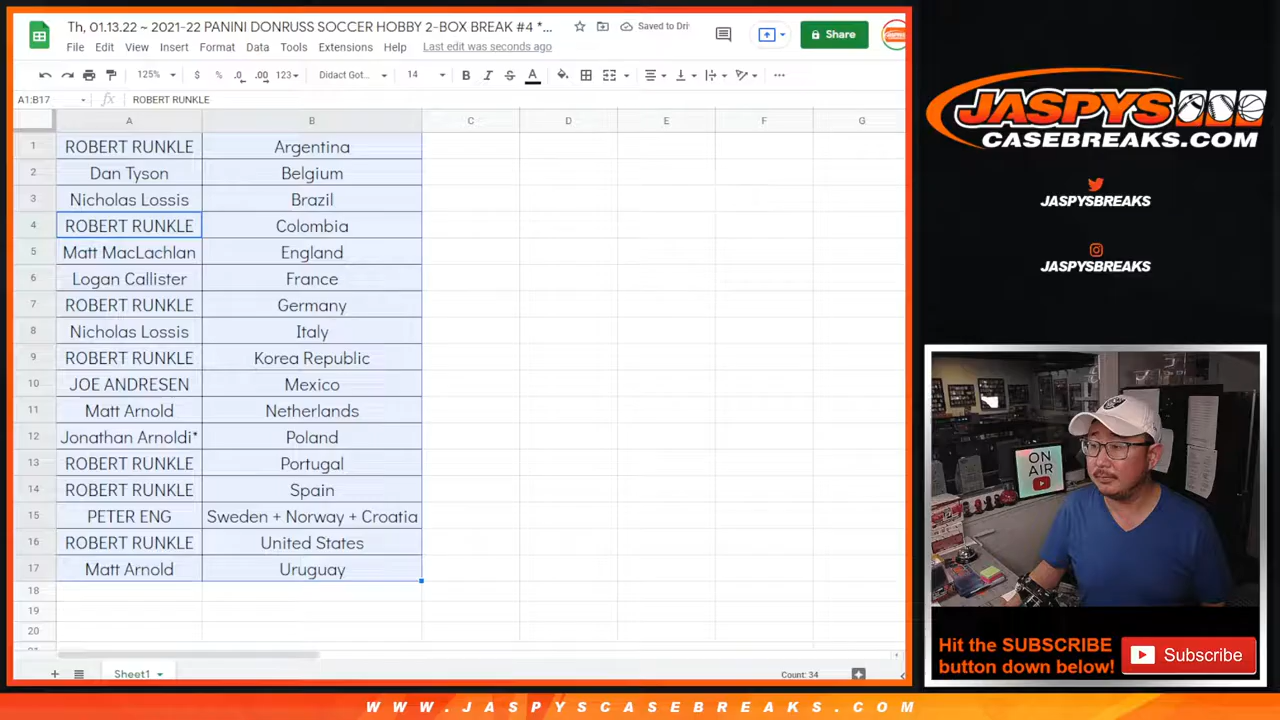 Th, 01.13.22 ~ 2021-22 PANINI DONRUSS SOCCER HOBBY 2-BOX BREAK #4 *...
Saved to Dri
File Edit View Insert Format Data Tools Extensions Help Last edit was seconds ago
Share
125% $ % .0 .00 123 Didact Got... 14 B I S A
A1:B17 fx ROBERT RUNKLE
A B C D E F G
1 ROBERT RUNKLE Argentina
2 Dan Tyson Belgium
3 Nicholas Lossis Brazil
4 ROBERT RUNKLE Colombia
5 Matt MacLachlan England
6 Logan Callister France
7 ROBERT RUNKLE Germany
8 Nicholas Lossis Italy
9 ROBERT RUNKLE Korea Republic
10 JOE ANDRESEN Mexico
11 Matt Arnold Netherlands
12 Jonathan Arnoldi* Poland
13 ROBERT RUNKLE Portugal
14 ROBERT RUNKLE Spain
15 PETER ENG Sweden + Norway + Croatia
16 ROBERT RUNKLE United States
17 Matt Arnold Uruguay
18
19
20
Sheet1
Count: 34
JASPYS
CASEBREAKS.COM
JASPYSBREAKS
JASPYSBREAKS
ON
AIR
Hit the SUBSCRIBE
button down below!
Subscribe
WWW.JASPYSCASEBREAKS.COM